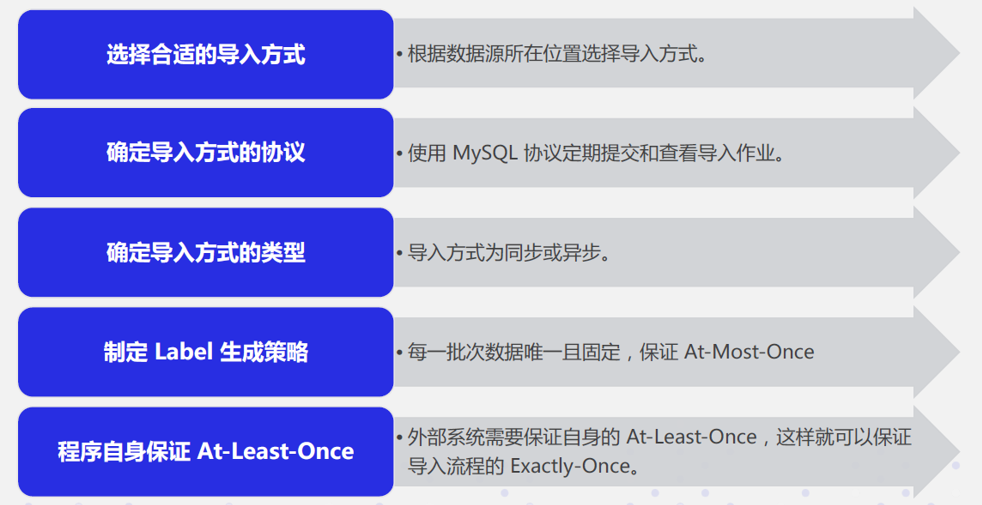 选择合适的导入方式
• 根据数据源所在位置选择导入方式。
确定导入方式的协议
• 使用 MySQL 协议定期提交和查看导入作业。
确定导入方式的类型
• 导入方式为同步或异步。
制定 Label 生成策略
• 每一批次数据唯一且固定，保证 At-Most-Once
程序自身保证 At-Least-Once
• 外部系统需要保证自身的 At-Least-Once，这样就可以保证
导入流程的 Exactly-Once。